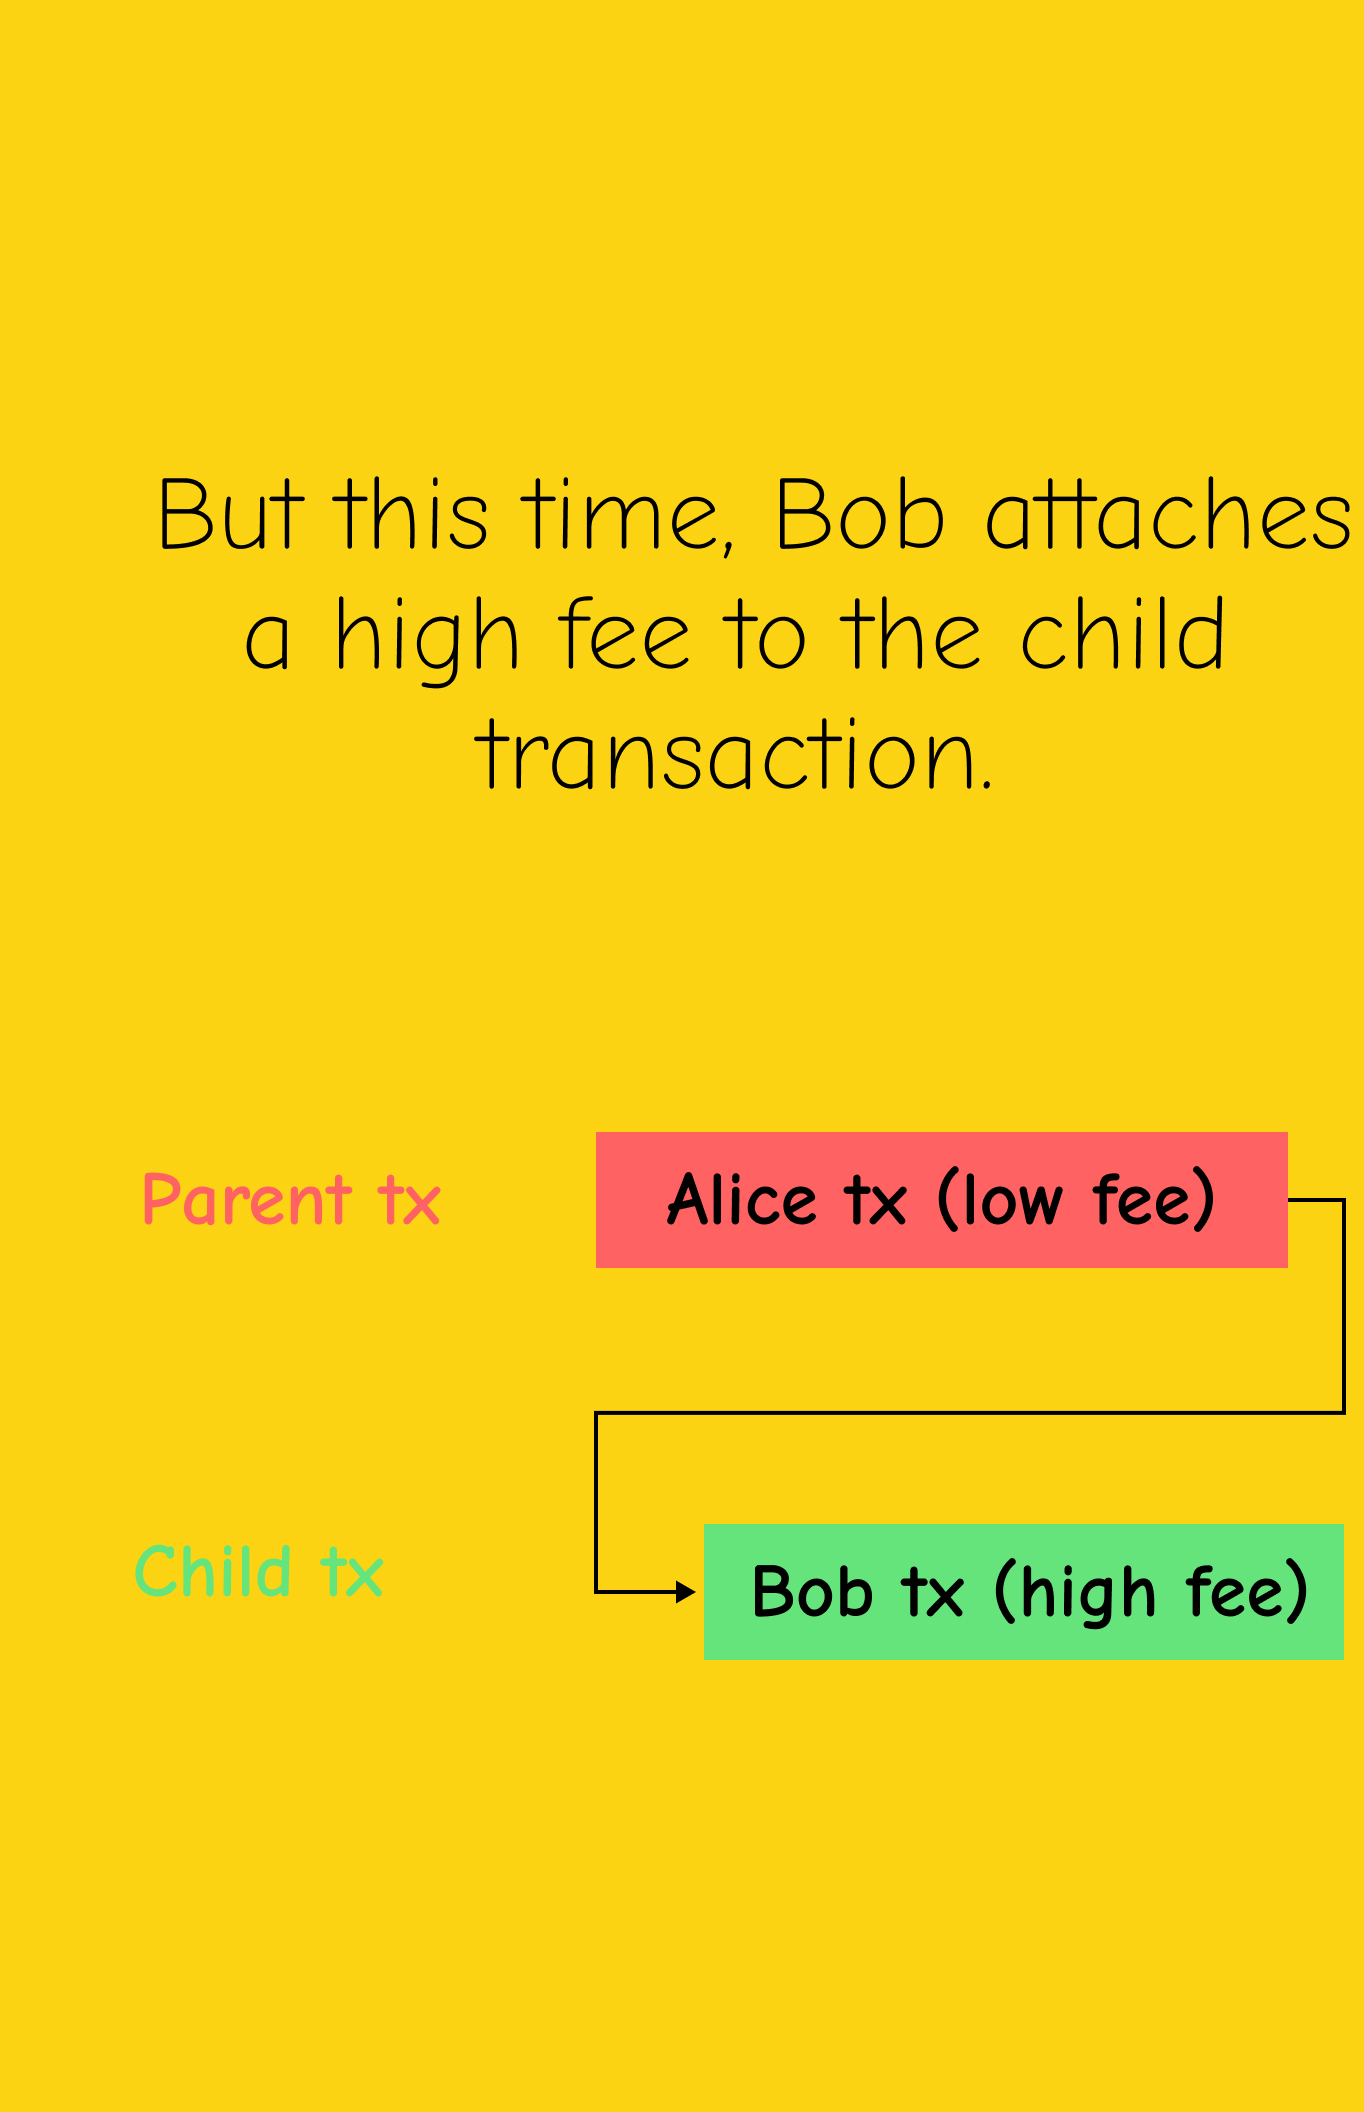 But this time, Bob attaches
a high fee to the child
transaction.
Parent tx
Alice tx (low fee)
Child tx
Bob tx (high fee)